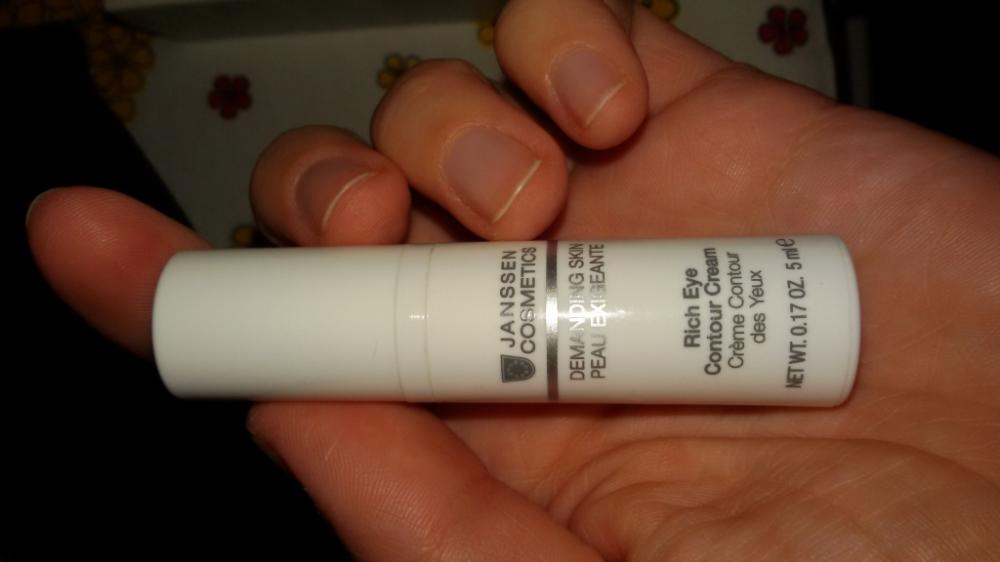 JANSSEN
COSMETICS
DEMANDING SKIN
PEAU EXIGEANTE
Rich Eye
Contour Cream
Crème Contour
des Yeux
NET WT. 0.17 OZ. 5 ml ℮